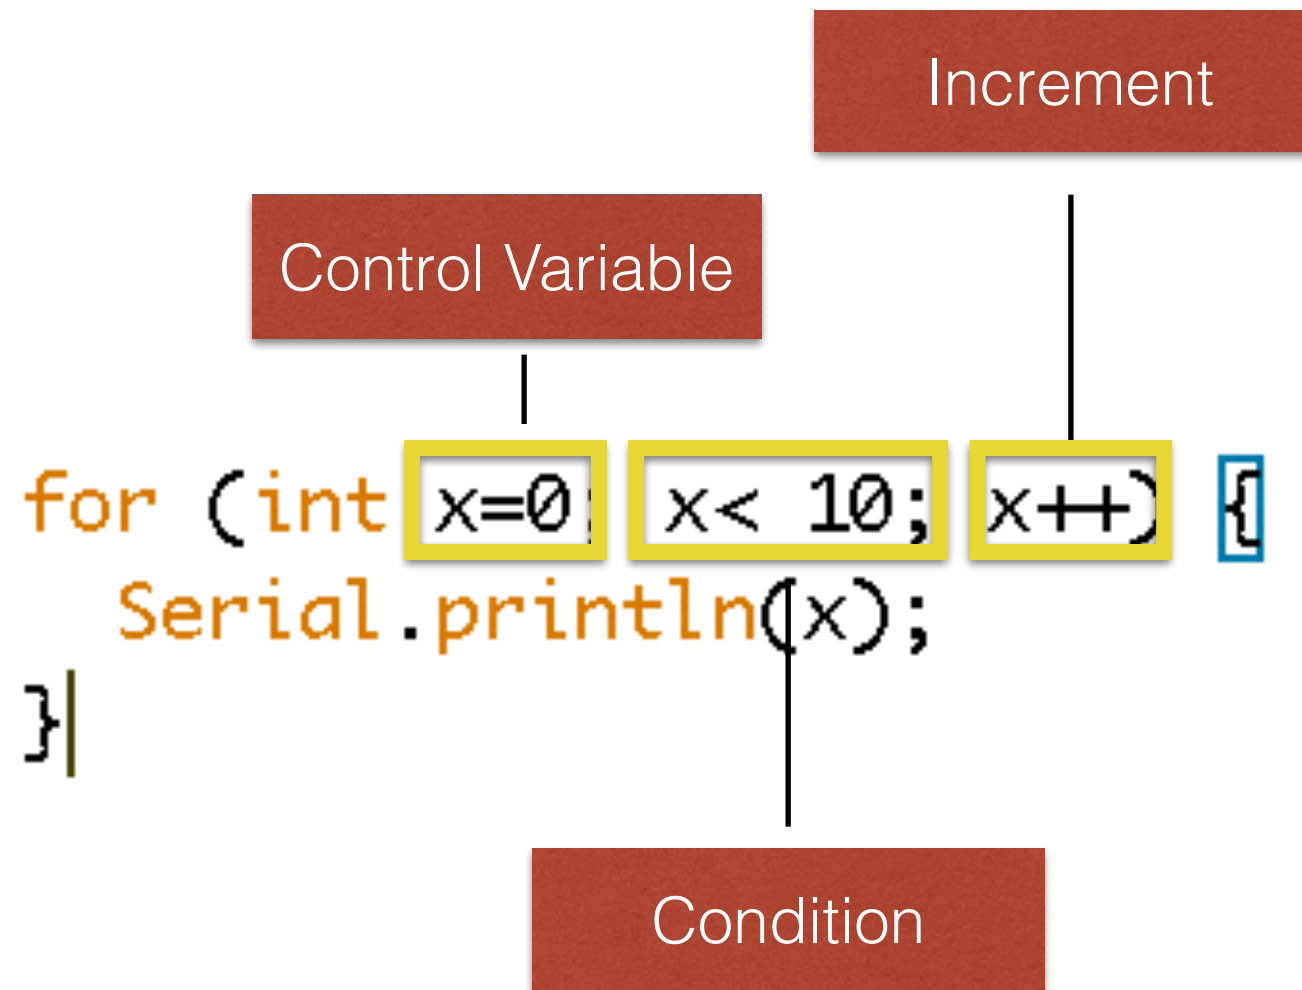 Increment
Control Variable
for (int x=0; x< 10; x++) {
Serial.println(x);
}
Condition